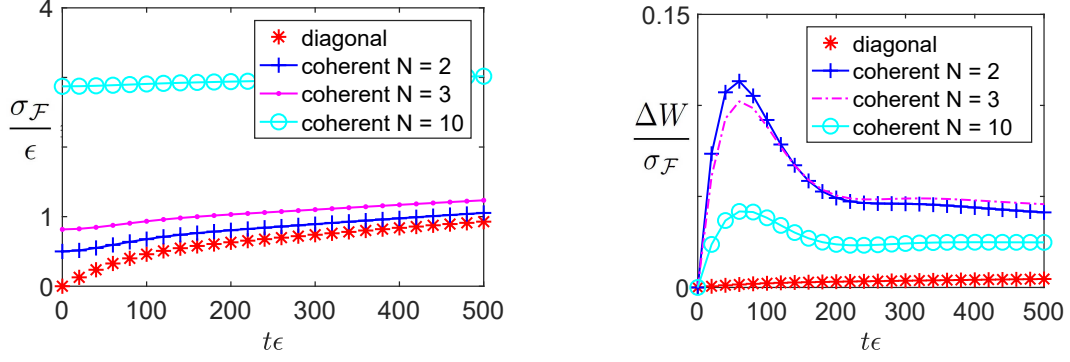 4
1
0
σ_F
ϵ
0 100 200 300 400 500
tϵ
diagonal
coherent N = 2
coherent N = 3
coherent N = 10
0.15
0
ΔW
σ_F
0 100 200 300 400 500
tϵ
diagonal
coherent N = 2
coherent N = 3
coherent N = 10